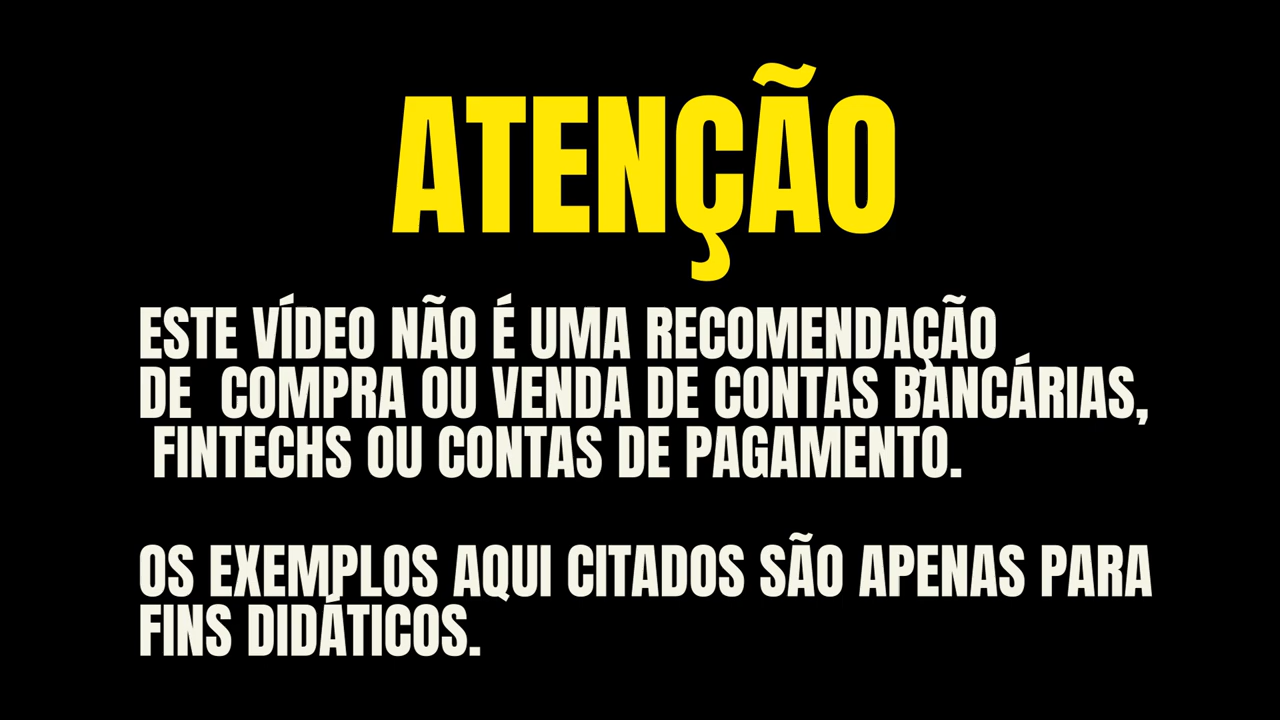 ATENÇÃO
ESTE VÍDEO NÃO É UMA RECOMENDAÇÃO
DE COMPRA OU VENDA DE CONTAS BANCÁRIAS,
FINTECHS OU CONTAS DE PAGAMENTO.
OS EXEMPLOS AQUI CITADOS SÃO APENAS PARA
FINS DIDÁTICOS.